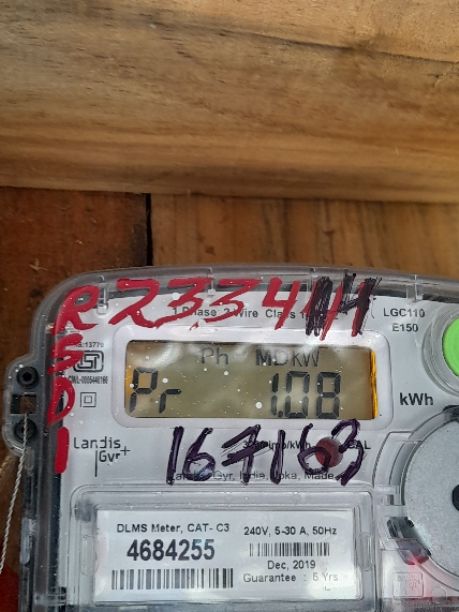 R 2334
1 Phase 2 Wire
LGC110
E150
Ph MD kW
Pr 1.08
kWh
S
D
I
Landis
Gyr+
167163
DLMS Meter, CAT- C3
4684255
240V, 5-30 A, 50Hz
Dec, 2019
Guarantee : 5 Yrs